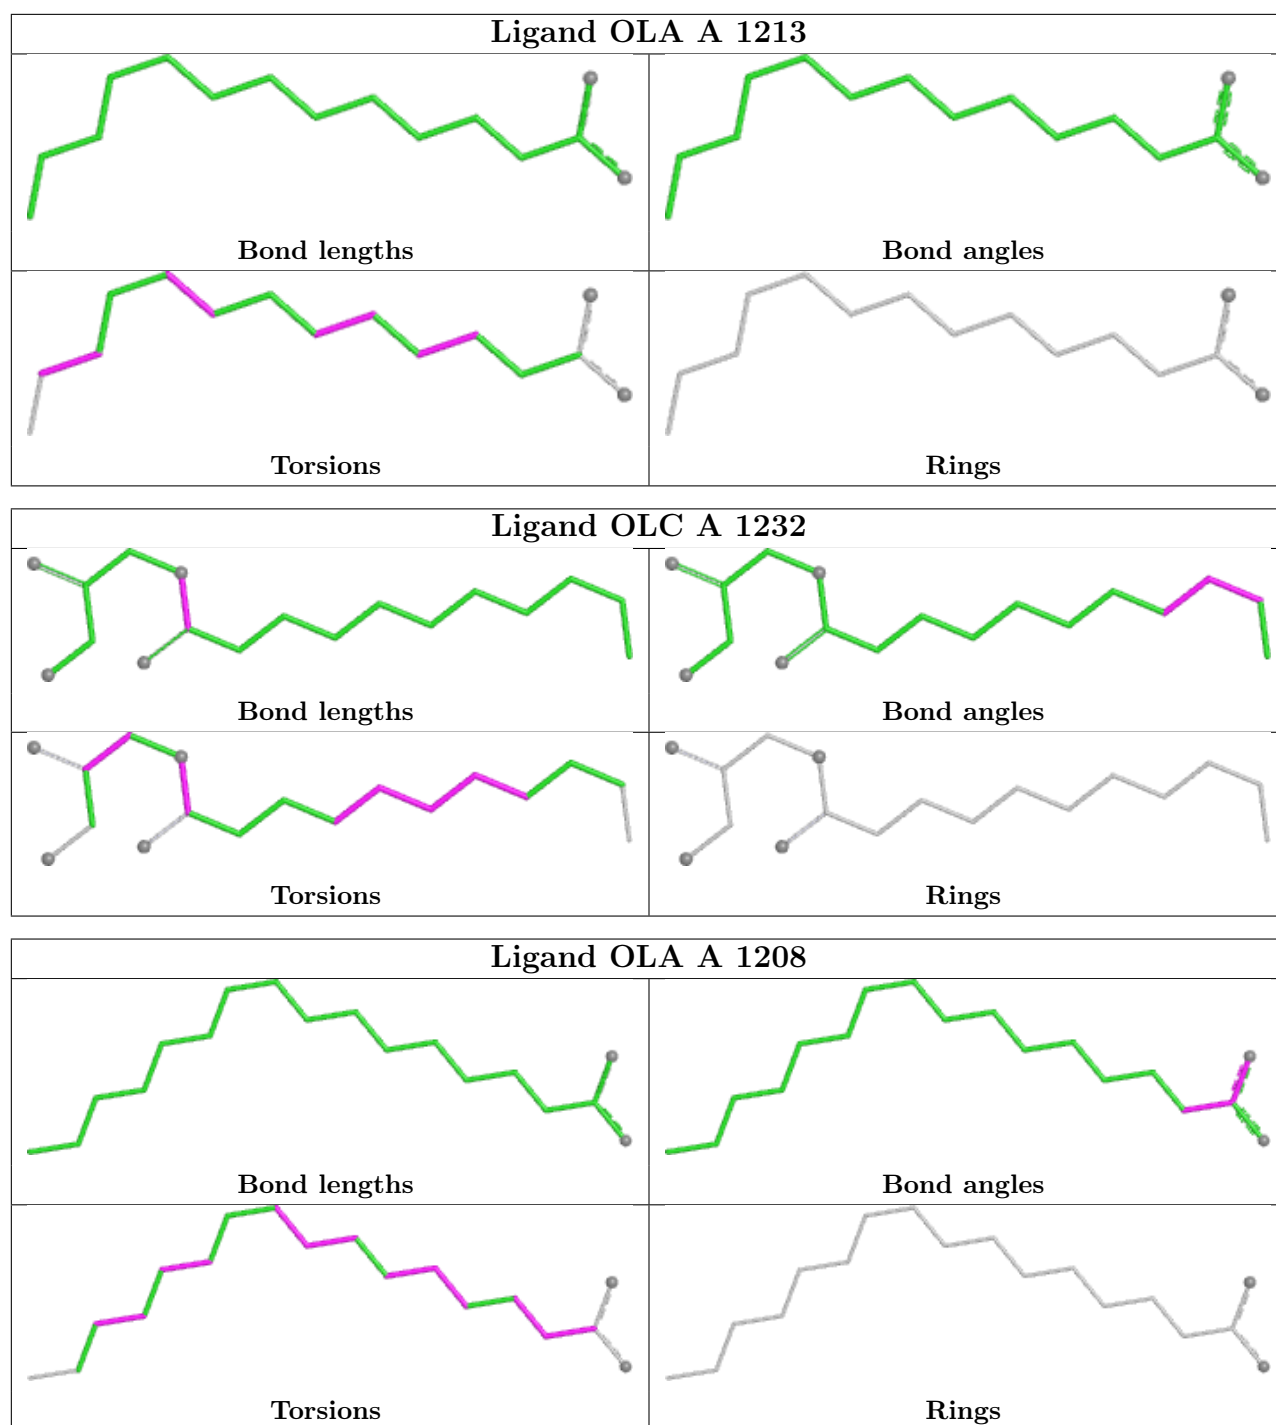 Ligand OLA A 1213
Bond lengths
Bond angles
Torsions
Rings
Ligand OLC A 1232
Bond lengths
Bond angles
Torsions
Rings
Ligand OLA A 1208
Bond lengths
Bond angles
Torsions
Rings